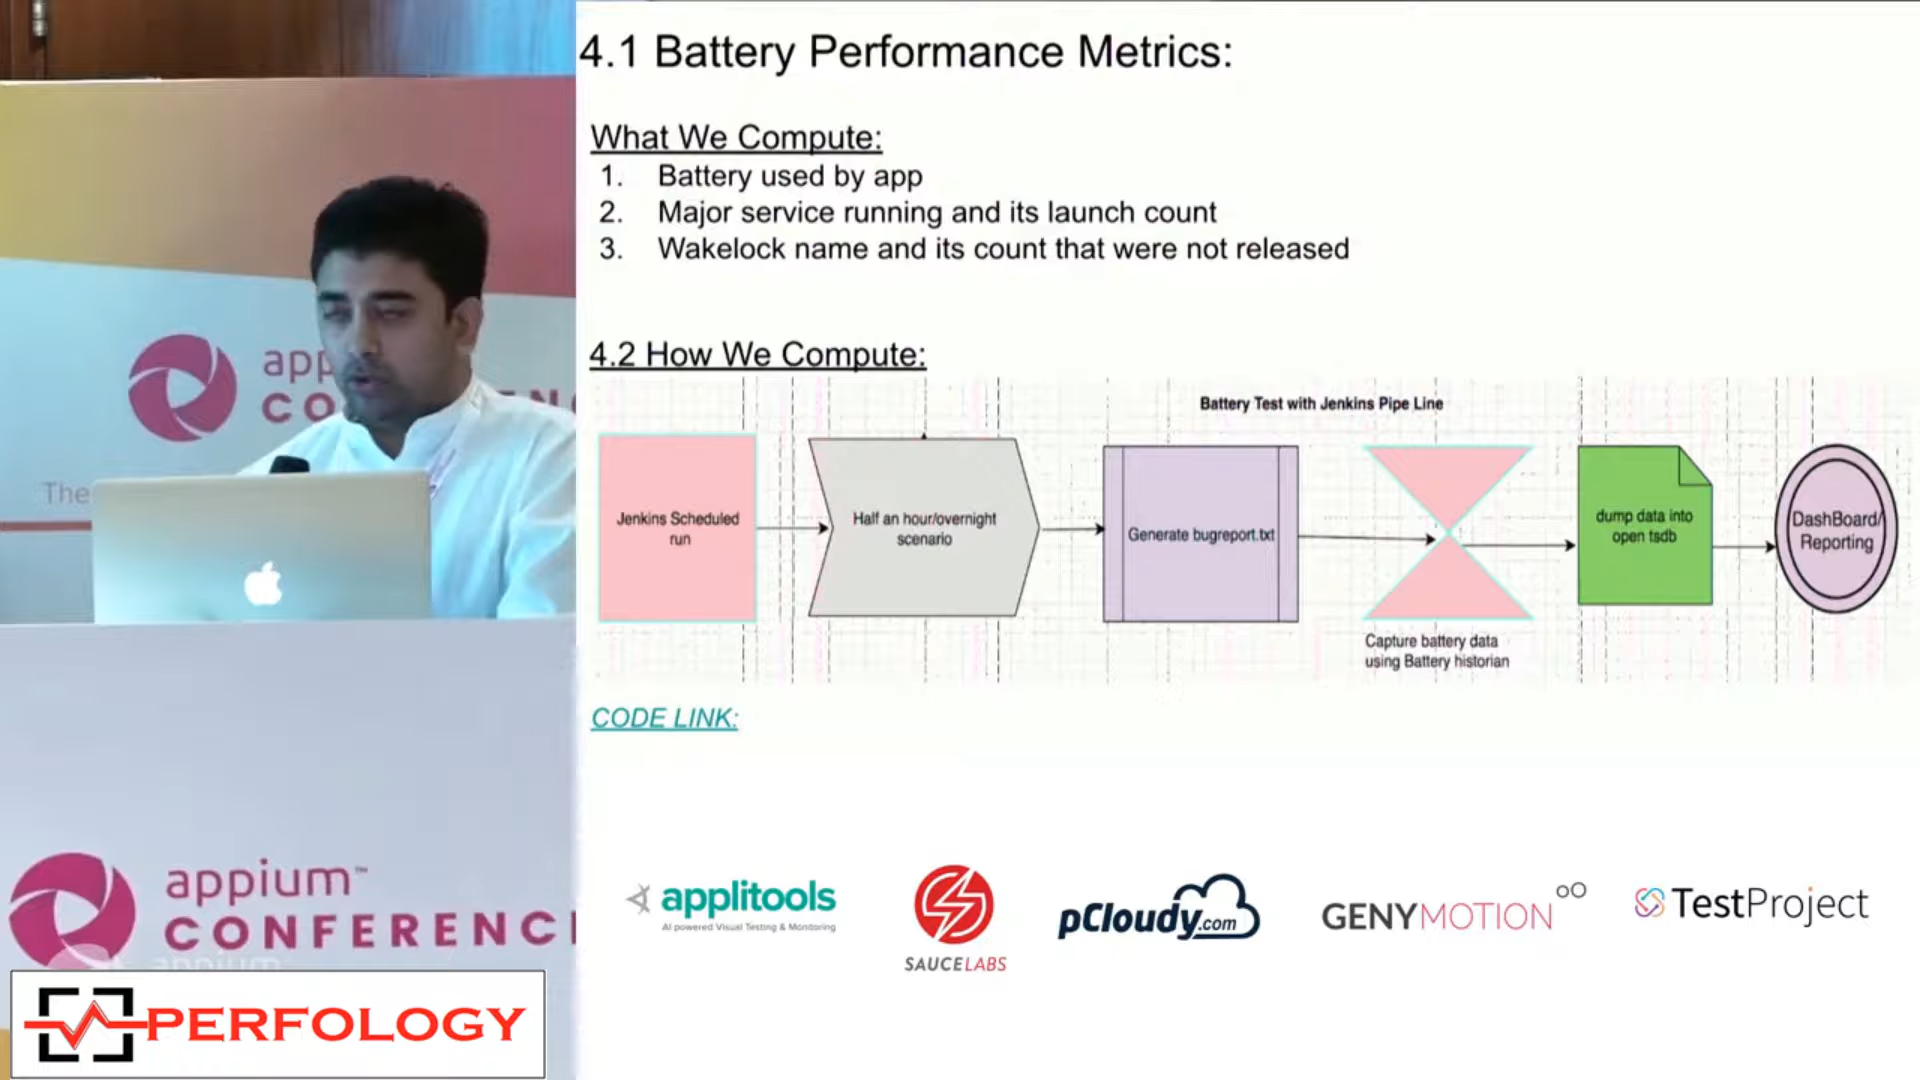 4.1 Battery Performance Metrics:
What We Compute:
1. Battery used by app
2. Major service running and its launch count
3. Wakelock name and its count that were not released
4.2 How We Compute:
Battery Test with Jenkins Pipe Line
Jenkins Scheduled
run
Half an hour/overnight
scenario
Generate bugreport.txt
Capture battery data
using Battery historian
dump data into
open tsdb
DashBoard/
Reporting
CODE LINK:
applitools
AI powered Visual Testing & Monitoring
SAUCELABS
pCloudy.com
GENYMOTION
TestProject
app
CO
The
appium™
CONFERENC
appium
PERFOLOGY